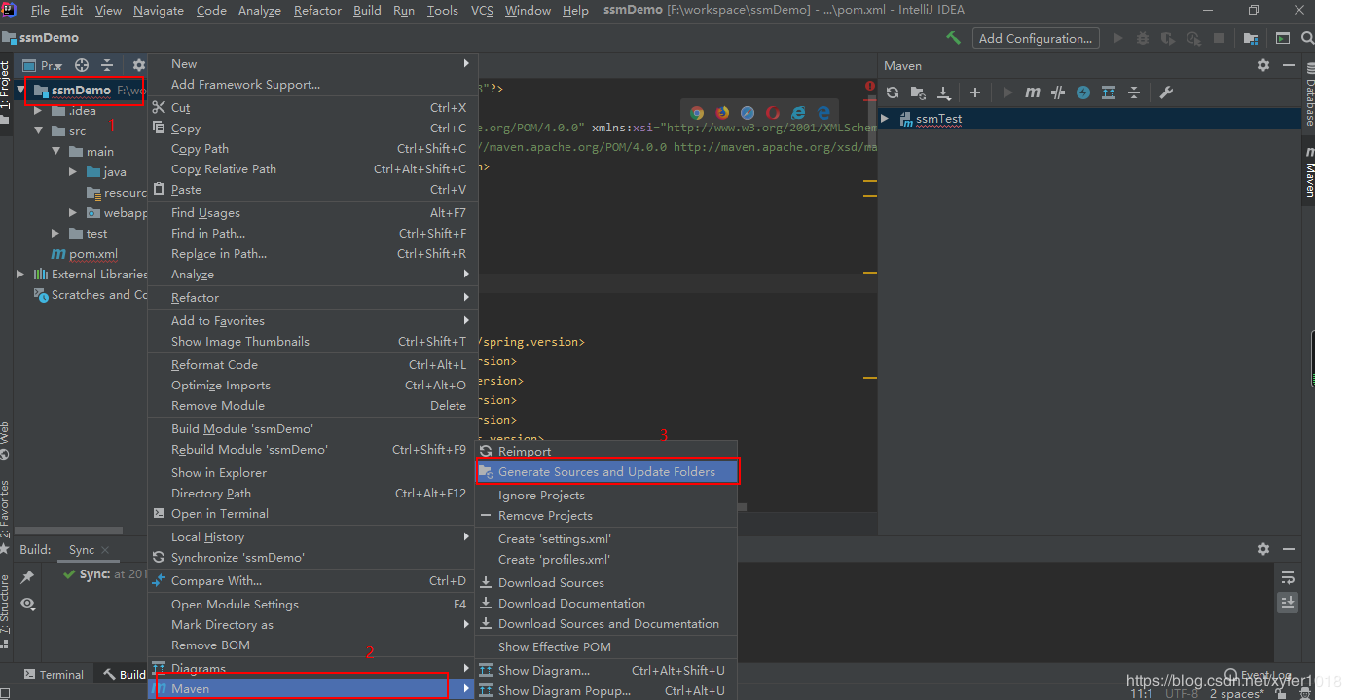 File Edit View Navigate Code Analyze Refactor Build Run Tools VCS Window Help ssmDemo [F:\workspace\ssmDemo] - ...\pom.xml - IntelliJ IDEA
ssmDemo
Add Configuration...
1: Project
Pr..
ssmDemo F:\wo
1
.idea
src
main
java
resourc
webapp
test
pom.xml
External Libraries
Scratches and Co
New
Add Framework Support...
Cut Ctrl+X
Copy Ctrl+C
Copy Path Ctrl+Shift+C
Copy Relative Path Ctrl+Alt+Shift+C
Paste Ctrl+V
Find Usages Alt+F7
Find in Path... Ctrl+Shift+F
Replace in Path... Ctrl+Shift+R
Analyze
Refactor
Add to Favorites
Show Image Thumbnails Ctrl+Shift+T
Reformat Code Ctrl+Alt+L
Optimize Imports Ctrl+Alt+O
Remove Module Delete
Build Module 'ssmDemo'
Rebuild Module 'ssmDemo' Ctrl+Shift+F9
Show in Explorer
Directory Path Ctrl+Alt+F12
Open in Terminal
Local History
Synchronize 'ssmDemo'
Compare With... Ctrl+D
Open Module Settings F4
Mark Directory as
Remove BOM
2
Diagrams
Maven
"?>
e.org/POM/4.0.0" xmlns:xsi="http://www.w3.org/2001/XMLSchem
//maven.apache.org/POM/4.0.0 http://maven.apache.org/xsd/ma
n>
/spring.version>
rsion>
ersion>
sion>
rsion>
s.version>
3
Reimport
Generate Sources and Update Folders
Ignore Projects
Remove Projects
Create 'settings.xml'
Create 'profiles.xml'
Download Sources
Download Documentation
Download Sources and Documentation
Show Effective POM
Show Diagram... Ctrl+Alt+Shift+U
Show Diagram Popup... Ctrl+Alt+U
Maven
ssmTest
Database
Maven
Web
2: Favorites
7: Structure
Build: Sync
Sync: at 201
Terminal Build
Event Log
https://blog.csdn.net/xyfer1018
11:1 UTF-8 2 spaces